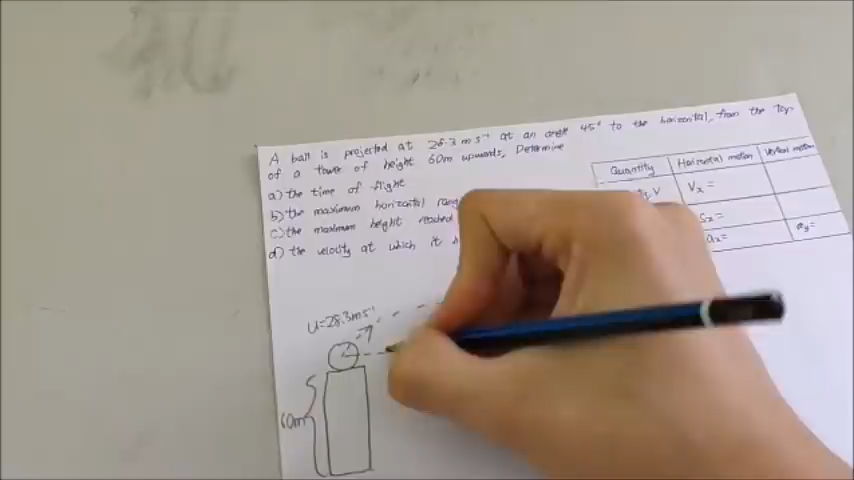 A ball is projected at 28.3 m s⁻¹ at an angle 45° to the horizontal, from the top
of a tower of height 60m upwards. Determine
a) the time of flight
b) the maximum horizontal
c) the maximum height reached
d) the velocity at which it
Quantity Horizontal motion Vertical motion
V Vx =
Sx =
ax= ay=
U=28.3ms⁻¹
60m